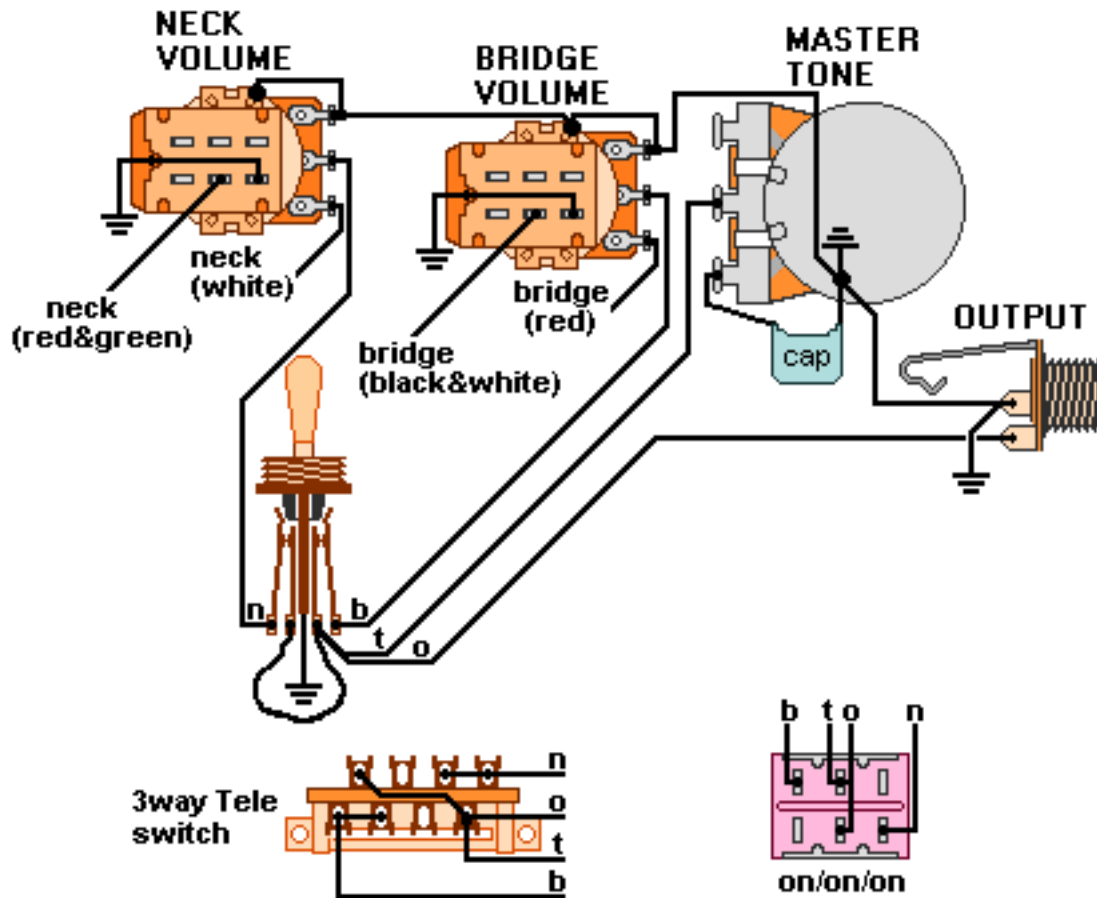 NECK
VOLUME
BRIDGE
VOLUME
MASTER
TONE
neck
(white)
neck
(red&green)
bridge
(red)
bridge
(black&white)
cap
OUTPUT
n
b
t
o
3way Tele
switch
n
o
t
b
b t o n
on/on/on